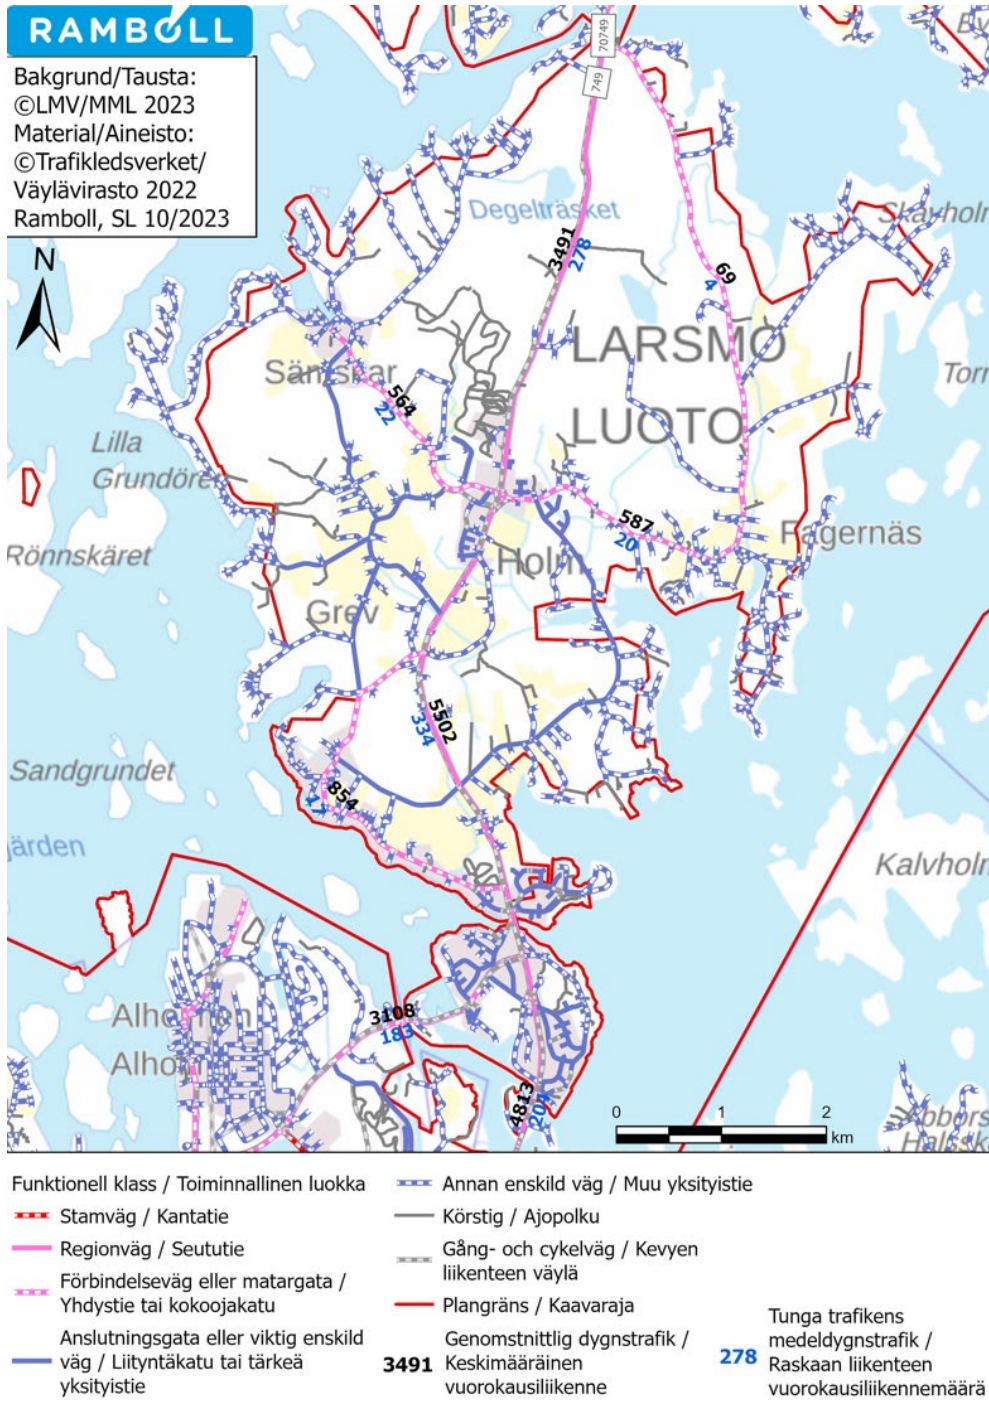 RAMBOLL
Bakgrund/Tausta:
©LMV/MML 2023
Material/Aineisto:
©Trafikledsverket/
Väylävirasto 2022
Ramboll, SL 10/2023
N
70749
749
Degelträsket
3491
278
69
4
LARSMO
LUOTO
564
22
Lilla
Grundören
587
20
Fagernäs
Rönnskäret
Holm
Grev
5502
334
Sandgrundet
854
17
järden
Kalvholm
3108
183
Alholmen
Alholm
4813
204
0 1 2
km
Funktionell klass / Toiminnallinen luokka
Stamväg / Kantatie
Regionväg / Seututie
Förbindelseväg eller matargata /
Yhdystie tai kokoojakatu
Anslutningsgata eller viktig enskild
väg / Liityntäkatu tai tärkeä
yksityistie
Annan enskild väg / Muu yksityistie
Körstig / Ajopolku
Gång- och cykelväg / Kevyen
liikenteen väylä
Plangräns / Kaavaraja
3491
Genomstnittlig dygnstrafik /
Keskimääräinen
vuorokausiliikenne
278
Tunga trafikens
medeldygnstrafik /
Raskaan liikenteen
vuorokausiliikennemäärä